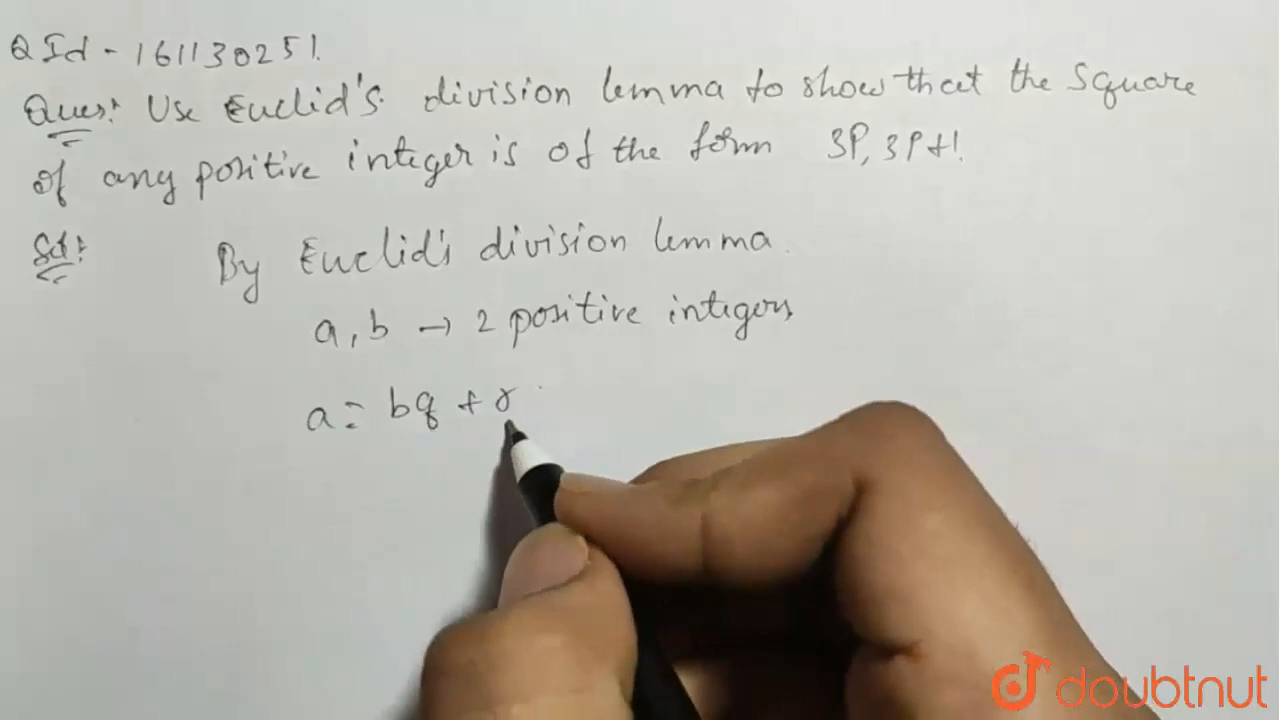 Q Id - 161130251.
Ques: Use Euclid's division lemma to show that the square
of any positive integer is of the form 3P, 3P+1.
Sol:
By Euclid's division lemma.
a, b → 2 positive integers
a = bq + r
doubtnut